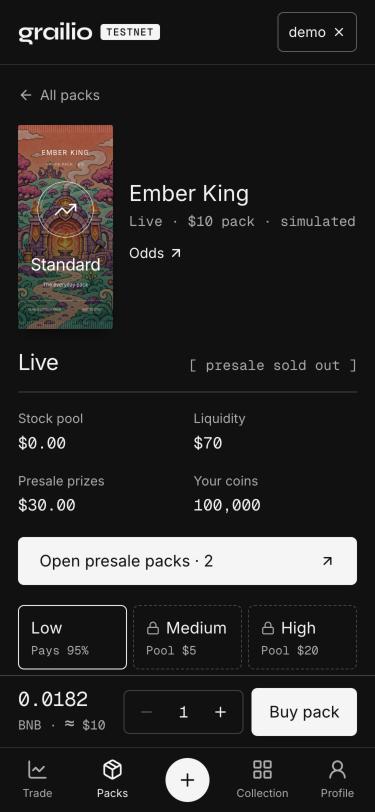 grailio TESTNET
demo ×
← All packs
EMBER KING
Standard
The everyday pack
Ember King
Live · $10 pack · simulated
Odds ↗
Live
[ presale sold out ]
Stock pool
Liquidity
$0.00
$70
Presale prizes
Your coins
$30.00
100,000
Open presale packs · 2 ↗
Low
Medium
High
Pays 95%
Pool $5
Pool $20
0.0182
BNB · ≈ $10
− 1 +
Buy pack
Trade
Packs
+
Collection
Profile